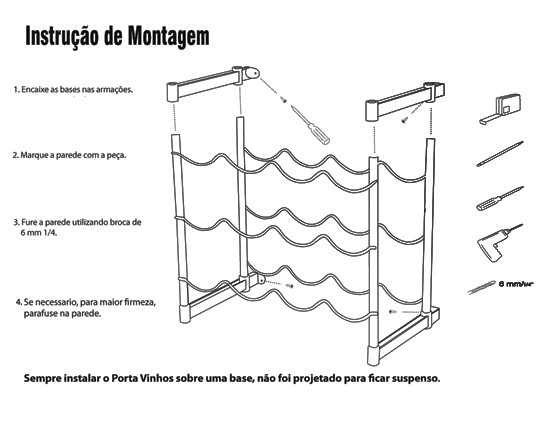 Instrução de Montagem
1. Encaixe as bases nas armações.
2. Marque a parede com a peça.
3. Fure a parede utilizando broca de
6 mm 1/4.
4. Se necessario, para maior firmeza,
parafuse na parede.
6 mm/1/4"
Sempre instalar o Porta Vinhos sobre uma base, não foi projetado para ficar suspenso.